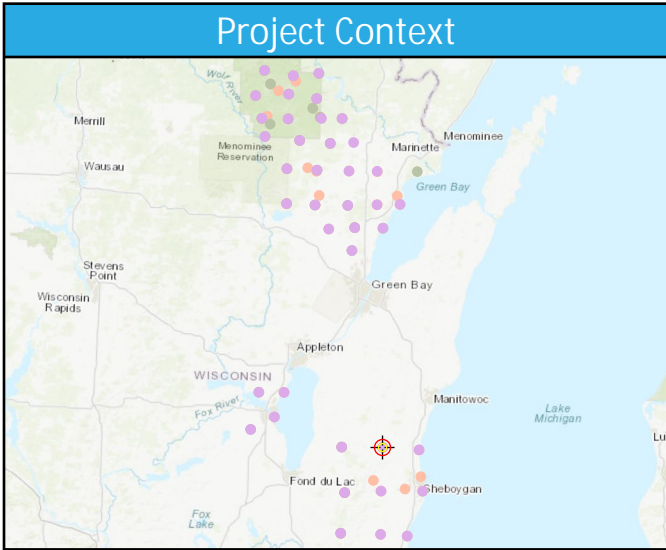 Project Context
Wolf
River
Merrill
Menominee
Marinette
Menominee
Reservation
Wausau
Green Bay
Stevens
Point
Green Bay
Wisconsin
Rapids
Appleton
WISCONSIN
Fox River
Manitowoc
Lake
Michigan
Lu
Fond du Lac
Sheboygan
Fox
Lake